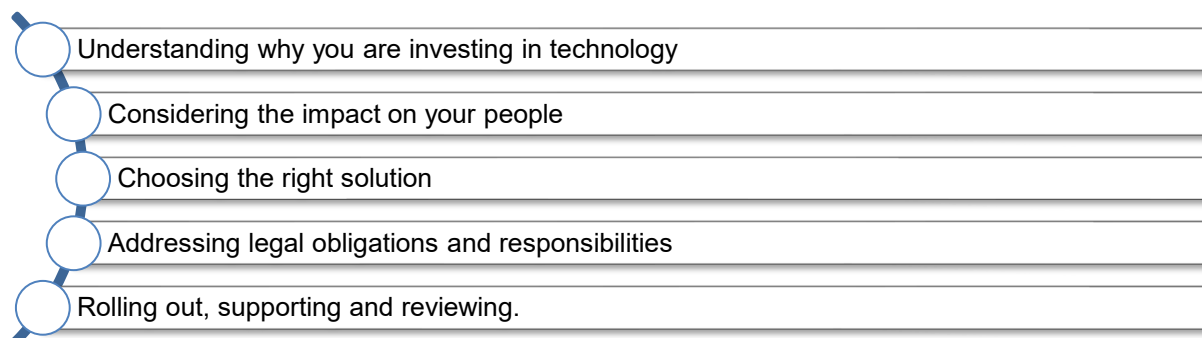 Understanding why you are investing in technology
Considering the impact on your people
Choosing the right solution
Addressing legal obligations and responsibilities
Rolling out, supporting and reviewing.